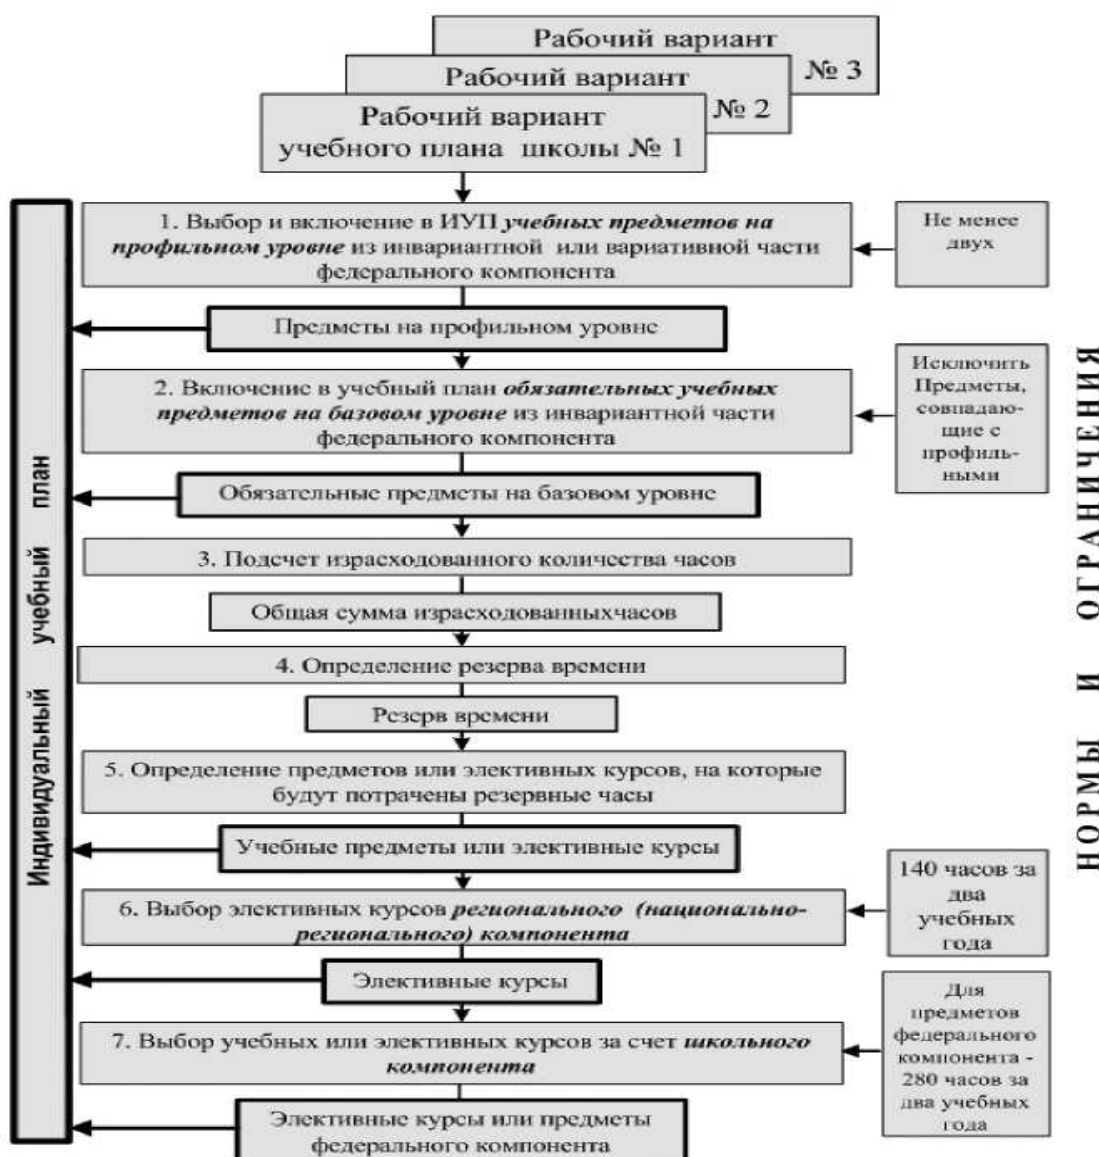 Рабочий вариант
№ 3
Рабочий вариант
№ 2
Рабочий вариант
учебного плана школы № 1
1. Выбор и включение в ИУП учебных предметов на
профильном уровне из инвариантной или вариативной части
федерального компонента
Не менее
двух
Предметы на профильном уровне
2. Включение в учебный план обязательных учебных
предметов на базовом уровне из инвариантной части
федерального компонента
Исключить
Предметы,
совпадаю-
щие с
профиль-
ными
Обязательные предметы на базовом уровне
3. Подсчет израсходованного количества часов
Общая сумма израсходованныхчасов
4. Определение резерва времени
Резерв времени
5. Определение предметов или элективных курсов, на которые
будут потрачены резервные часы
Учебные предметы или элективные курсы
6. Выбор элективных курсов регионального (национально-
регионального) компонента
140 часов за
два
учебных
года
Элективные курсы
7. Выбор учебных или элективных курсов за счет школьного
компонента
Для
предметов
федерального
компонента -
280 часов за
два учебных
года
Элективные курсы или предметы
федерального компонента
Индивидуальный учебный план
НОРМЫ И ОГРАНИЧЕНИЯ